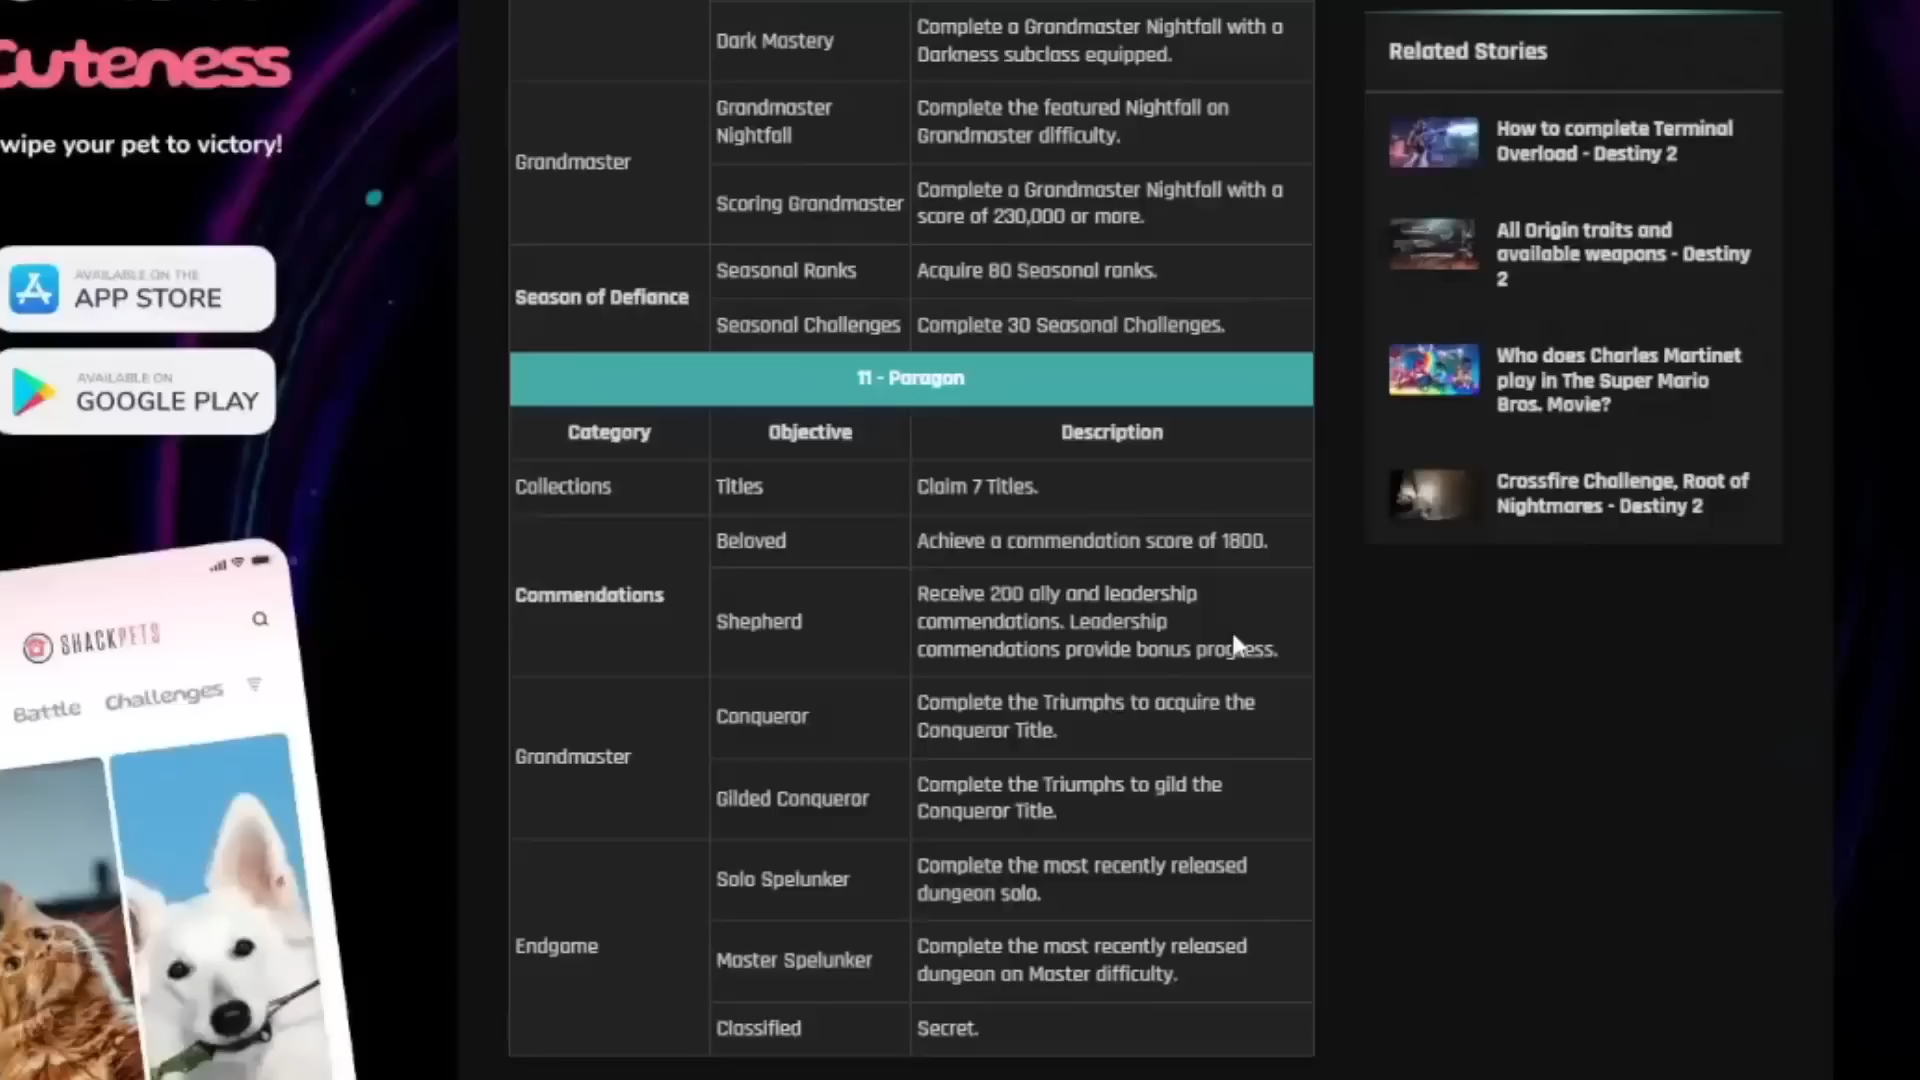 Cuteness
wipe your pet to victory!
AVAILABLE ON THE
APP STORE
AVAILABLE ON
GOOGLE PLAY
SHACKPETS
Battle Challenges
Dark Mastery
Complete a Grandmaster Nightfall with a
Darkness subclass equipped.
Grandmaster
Grandmaster
Nightfall
Complete the featured Nightfall on
Grandmaster difficulty.
Scoring Grandmaster
Complete a Grandmaster Nightfall with a
score of 230,000 or more.
Season of Defiance
Seasonal Ranks
Acquire 80 Seasonal ranks.
Seasonal Challenges
Complete 30 Seasonal Challenges.
11 - Paragon
Category
Objective
Description
Collections
Titles
Claim 7 Titles.
Commendations
Beloved
Achieve a commendation score of 1800.
Shepherd
Receive 200 ally and leadership
commendations. Leadership
commendations provide bonus progress.
Grandmaster
Conqueror
Complete the Triumphs to acquire the
Conqueror Title.
Gilded Conqueror
Complete the Triumphs to gild the
Conqueror Title.
Endgame
Solo Spelunker
Complete the most recently released
dungeon solo.
Master Spelunker
Complete the most recently released
dungeon on Master difficulty.
Classified
Secret.
Related Stories
How to complete Terminal
Overload - Destiny 2
All Origin traits and
available weapons - Destiny
2
Who does Charles Martinet
play in The Super Mario
Bros. Movie?
Crossfire Challenge, Root of
Nightmares - Destiny 2